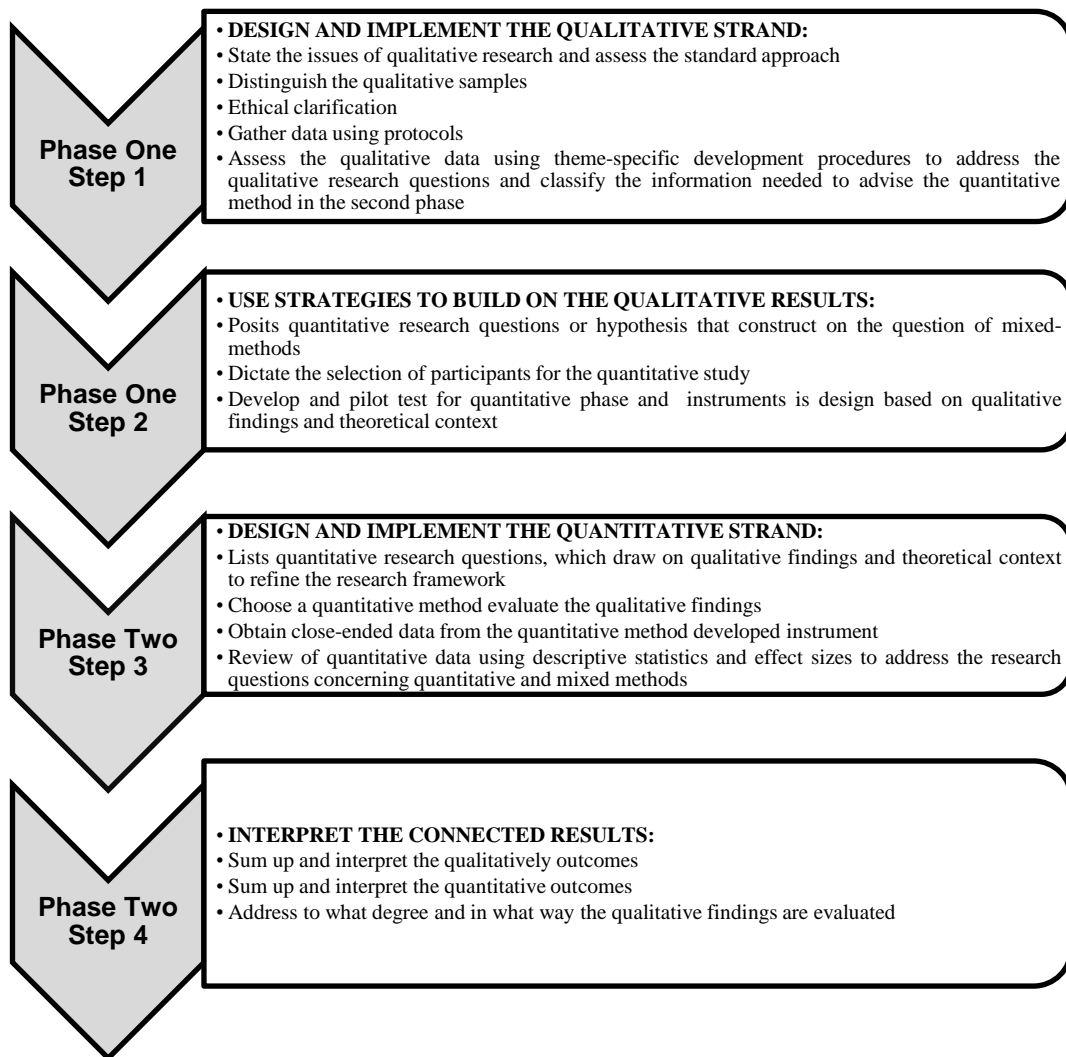 Phase One
Step 1
• DESIGN AND IMPLEMENT THE QUALITATIVE STRAND:
• State the issues of qualitative research and assess the standard approach
• Distinguish the qualitative samples
• Ethical clarification
• Gather data using protocols
• Assess the qualitative data using theme-specific development procedures to address the
qualitative research questions and classify the information needed to advise the quantitative
method in the second phase
Phase One
Step 2
• USE STRATEGIES TO BUILD ON THE QUALITATIVE RESULTS:
• Posits quantitative research questions or hypothesis that construct on the question of mixed-
methods
• Dictate the selection of participants for the quantitative study
• Develop and pilot test for quantitative phase and instruments is design based on qualitative
findings and theoretical context
Phase Two
Step 3
• DESIGN AND IMPLEMENT THE QUANTITATIVE STRAND:
• Lists quantitative research questions, which draw on qualitative findings and theoretical context
to refine the research framework
• Choose a quantitative method evaluate the qualitative findings
• Obtain close-ended data from the quantitative method developed instrument
• Review of quantitative data using descriptive statistics and effect sizes to address the research
questions concerning quantitative and mixed methods
Phase Two
Step 4
• INTERPRET THE CONNECTED RESULTS:
• Sum up and interpret the qualitatively outcomes
• Sum up and interpret the quantitative outcomes
• Address to what degree and in what way the qualitative findings are evaluated